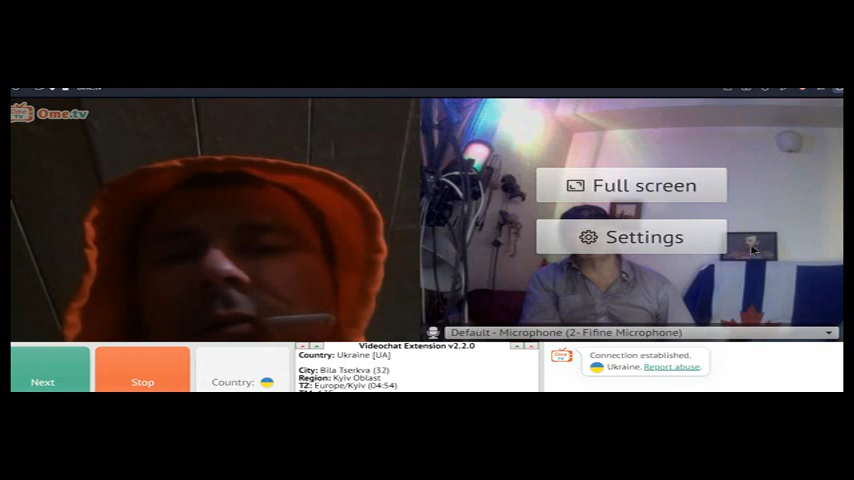 Ome.tv
Full screen
Settings
Default - Microphone (2- Fifine Microphone)
Next
Stop
Country:
Videochat Extension v2.2.0
Country: Ukraine [UA]
City: Bila Tserkva (32)
Region: Kyiv Oblast
TZ: Europe/Kyiv (04:54)
Connection established.
Ukraine. Report abuse.